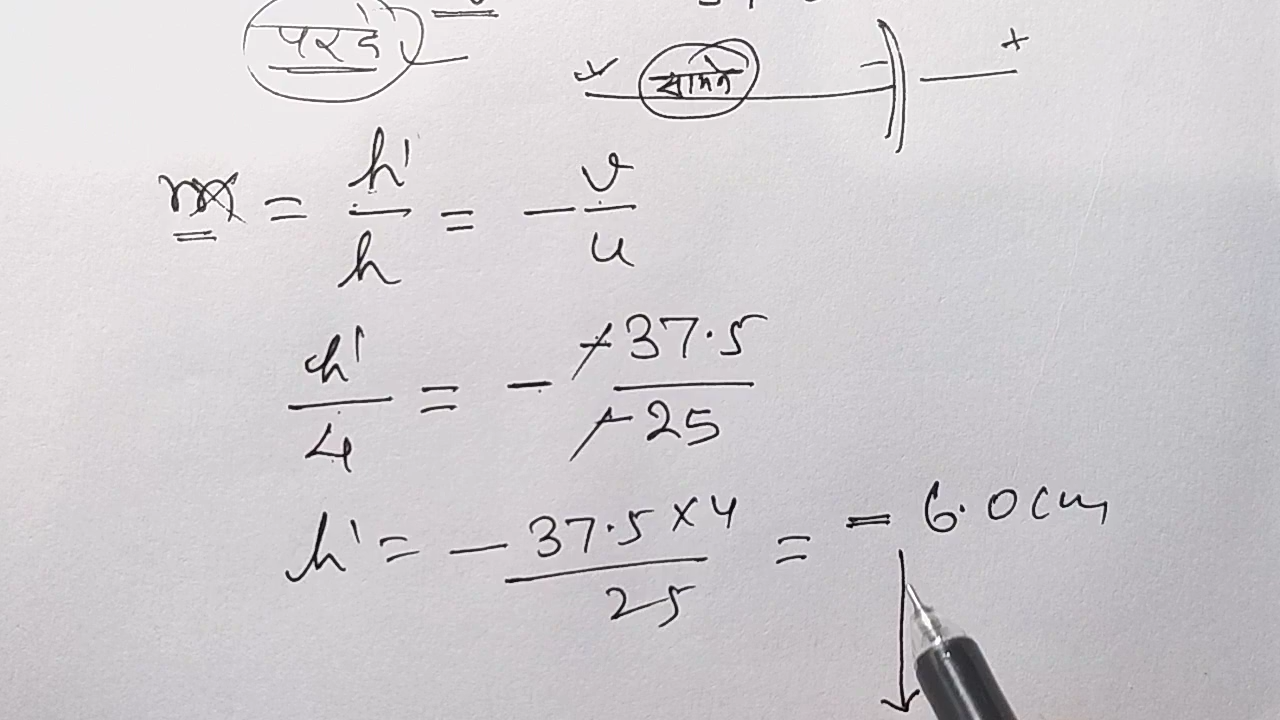 परदे
सामने - +
m = h'/h = - v/u
h'/4 = - -37.5/-25
h' = - 37.5 × 4/25 = - 6.0 cm